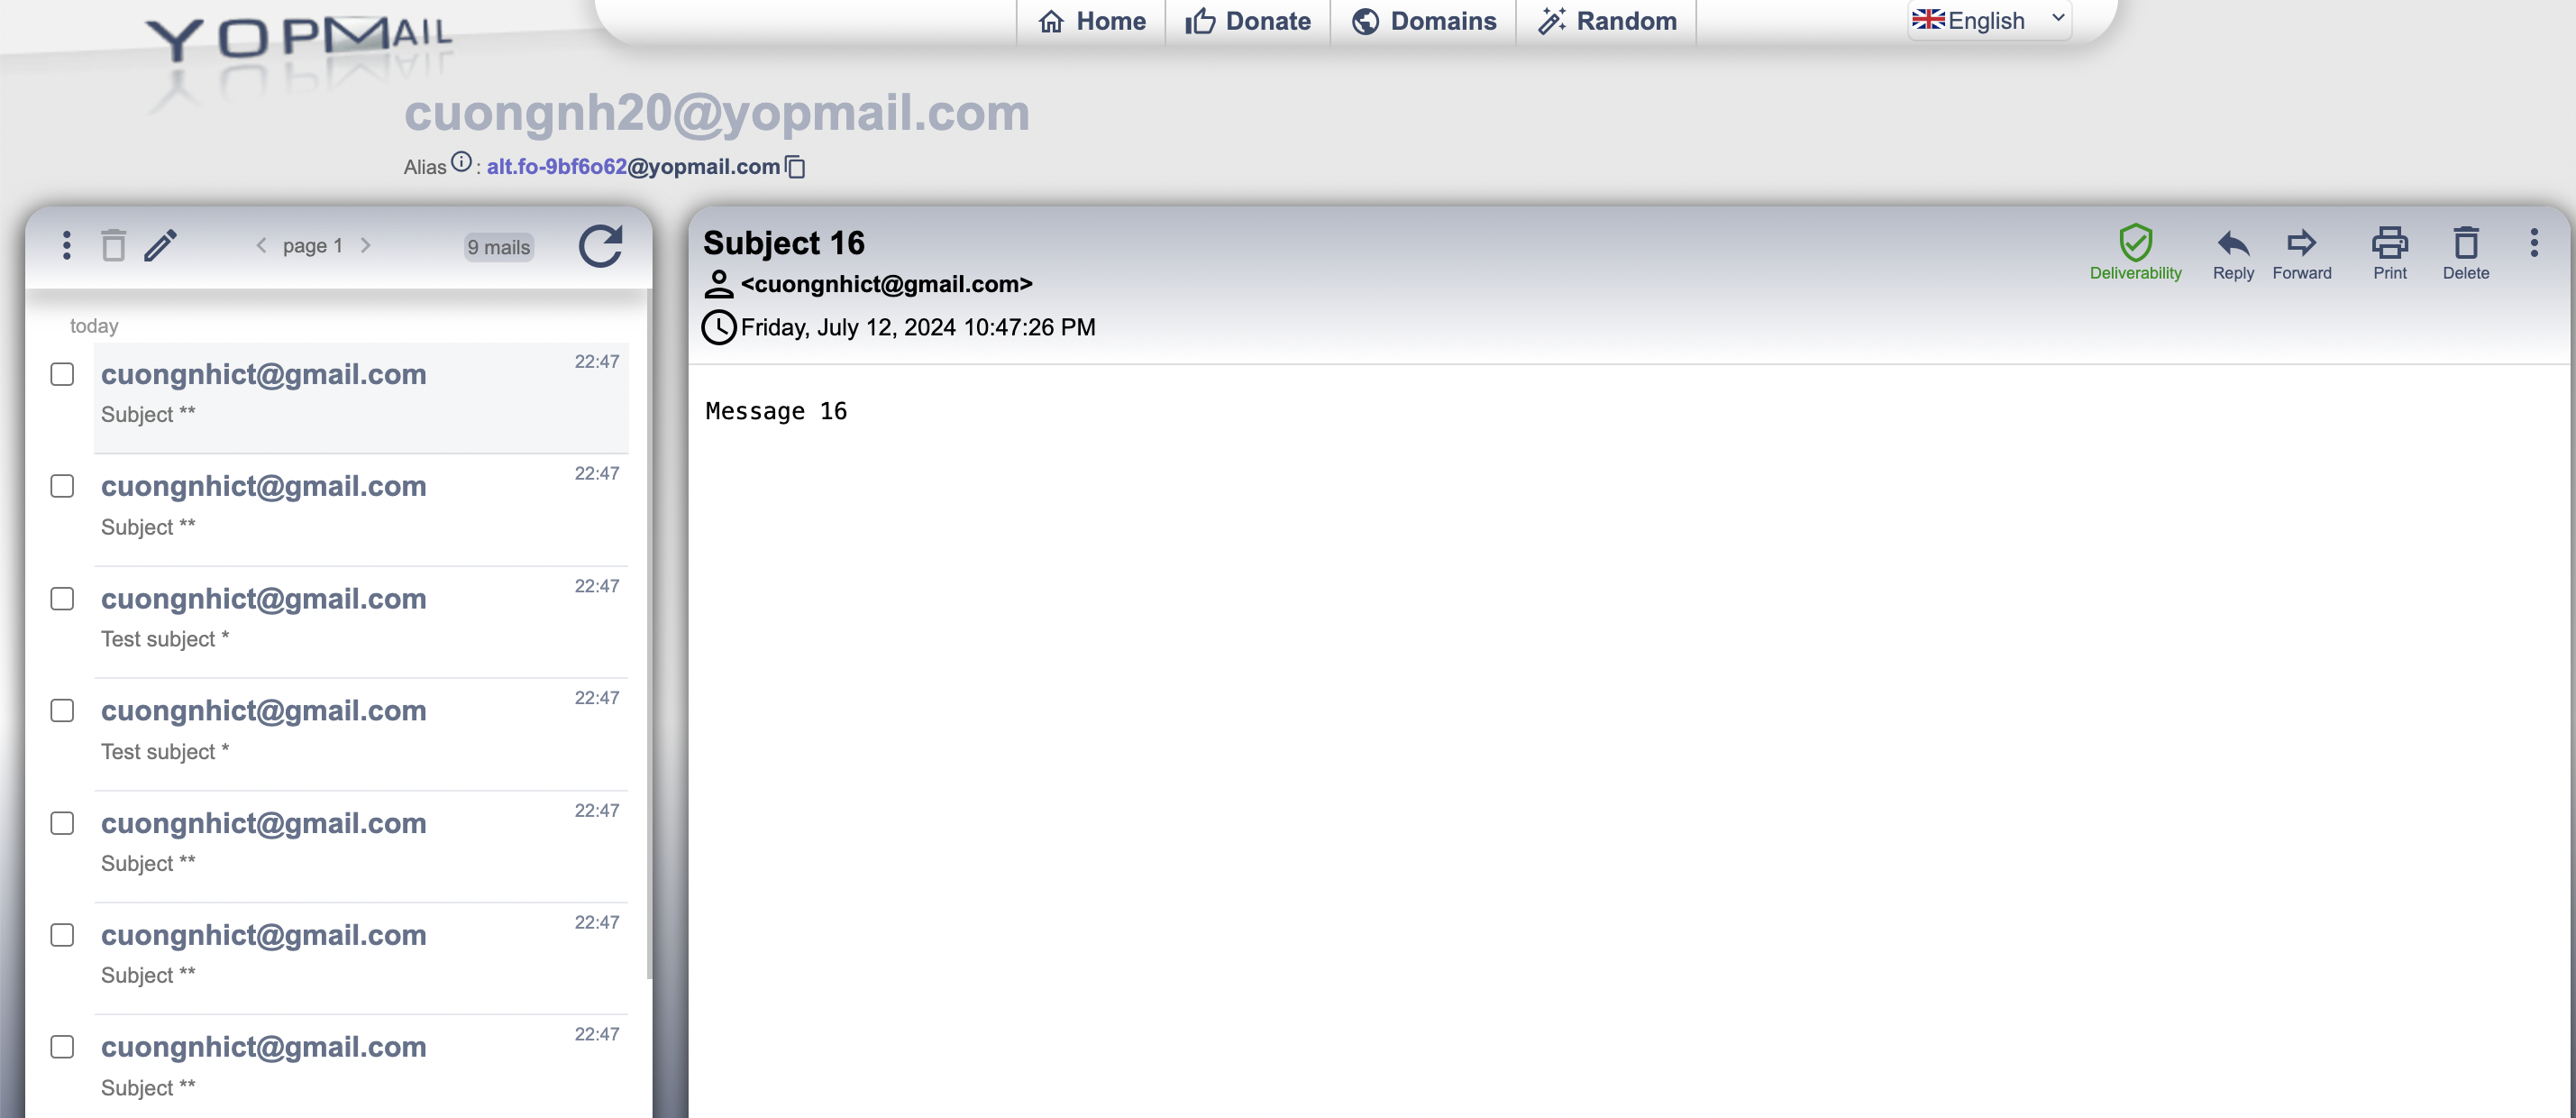 YOPMAIL
Home Donate Domains Random English
cuongnh20@yopmail.com
Alias : alt.fo-9bf6o62@yopmail.com
page 1 9 mails
today
cuongnhict@gmail.com 22:47
Subject **
cuongnhict@gmail.com 22:47
Subject **
cuongnhict@gmail.com 22:47
Test subject *
cuongnhict@gmail.com 22:47
Test subject *
cuongnhict@gmail.com 22:47
Subject **
cuongnhict@gmail.com 22:47
Subject **
cuongnhict@gmail.com 22:47
Subject **
Subject 16
<cuongnhict@gmail.com>
Friday, July 12, 2024 10:47:26 PM
Deliverability Reply Forward Print Delete
Message 16